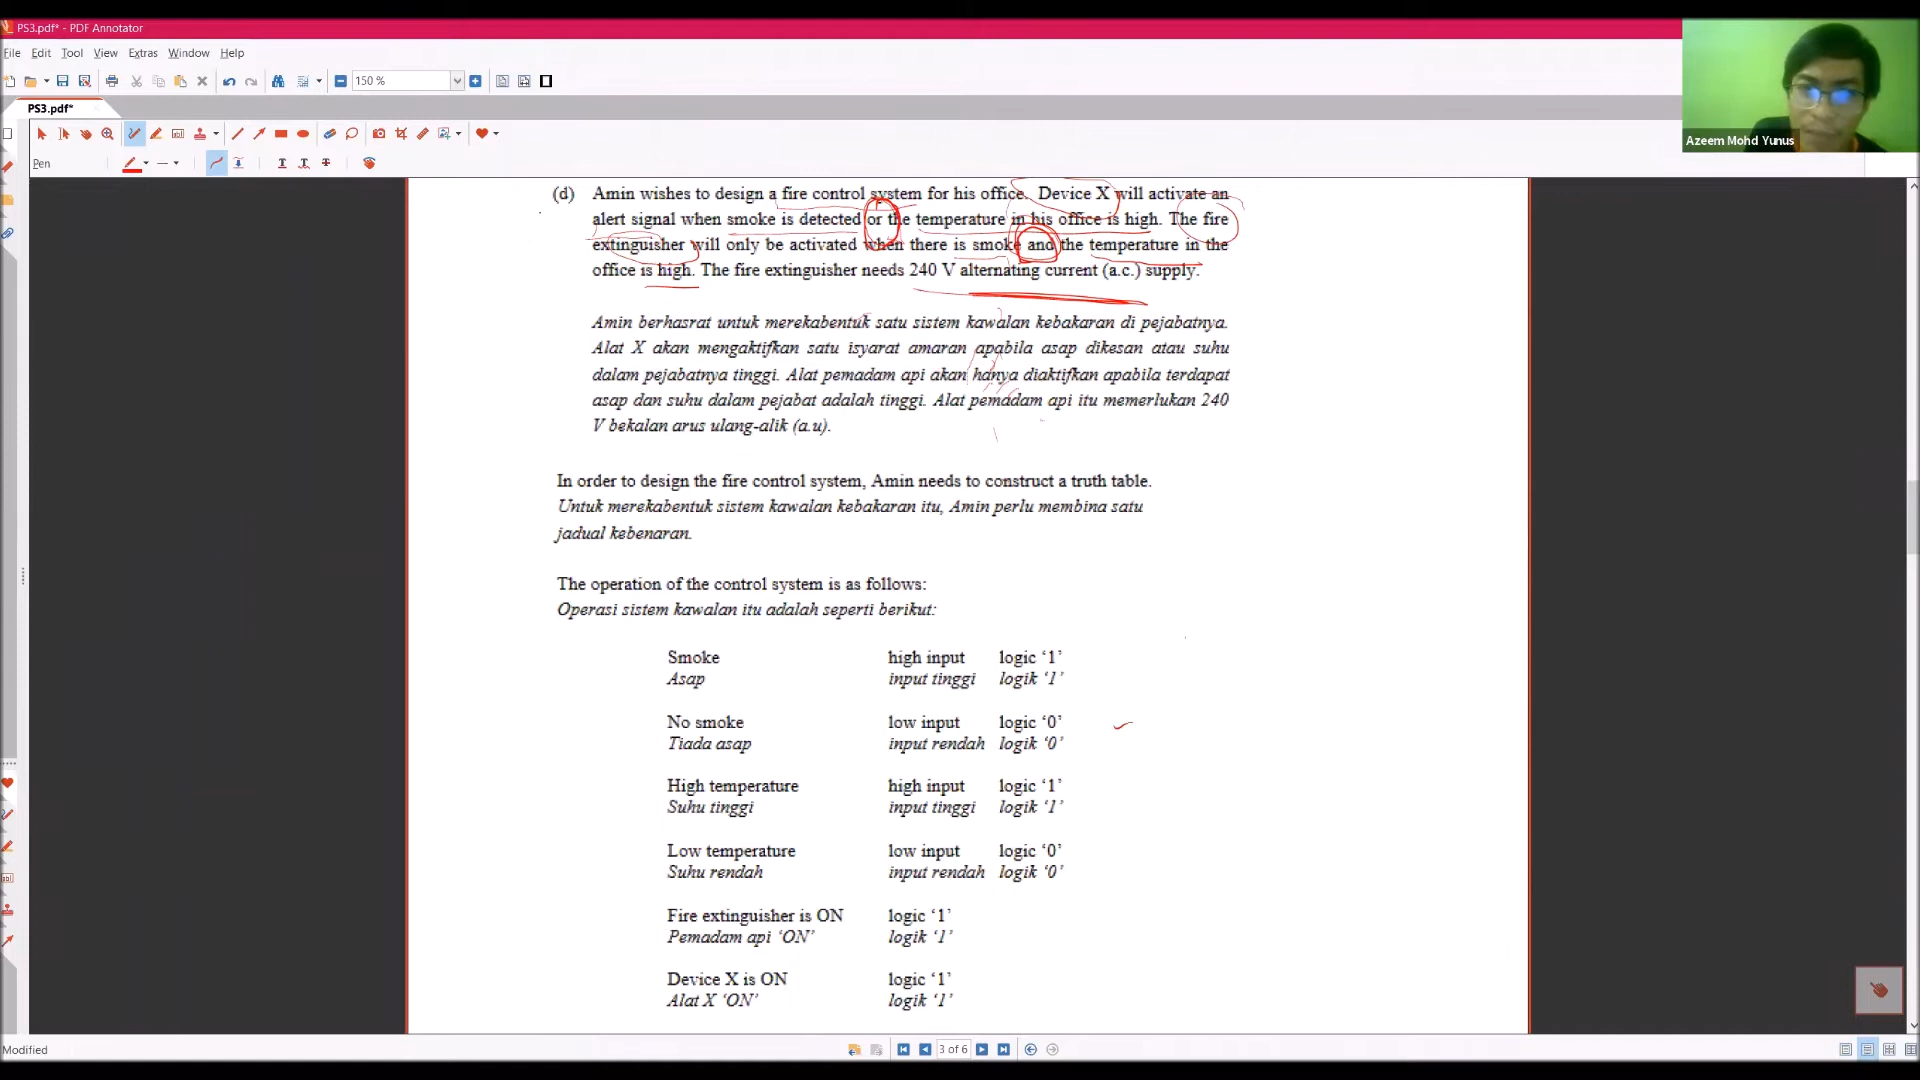 PS3.pdf* - PDF Annotator
File Edit Tool View Extras Window Help
150 %
PS3.pdf*
Pen
Azeem Mohd Yunus
(d) Amin wishes to design a fire control system for his office. Device X will activate an
alert signal when smoke is detected or the temperature in his office is high. The fire
extinguisher will only be activated when there is smoke and the temperature in the
office is high. The fire extinguisher needs 240 V alternating current (a.c.) supply.
Amin berhasrat untuk merekabentuk satu sistem kawalan kebakaran di pejabatnya.
Alat X akan mengaktifkan satu isyarat amaran apabila asap dikesan atau suhu
dalam pejabatnya tinggi. Alat pemadam api akan hanya diaktifkan apabila terdapat
asap dan suhu dalam pejabat adalah tinggi. Alat pemadam api itu memerlukan 240
V bekalan arus ulang-alik (a.u).
In order to design the fire control system, Amin needs to construct a truth table.
Untuk merekabentuk sistem kawalan kebakaran itu, Amin perlu membina satu
jadual kebenaran.
The operation of the control system is as follows:
Operasi sistem kawalan itu adalah seperti berikut:
Smoke high input logic ‘1’
Asap input tinggi logik ‘1’
No smoke low input logic ‘0’
Tiada asap input rendah logik ‘0’
High temperature high input logic ‘1’
Suhu tinggi input tinggi logik ‘1’
Low temperature low input logic ‘0’
Suhu rendah input rendah logik ‘0’
Fire extinguisher is ON logic ‘1’
Pemadam api ‘ON’ logik ‘1’
Device X is ON logic ‘1’
Alat X ‘ON’ logik ‘1’
Modified
3 of 6